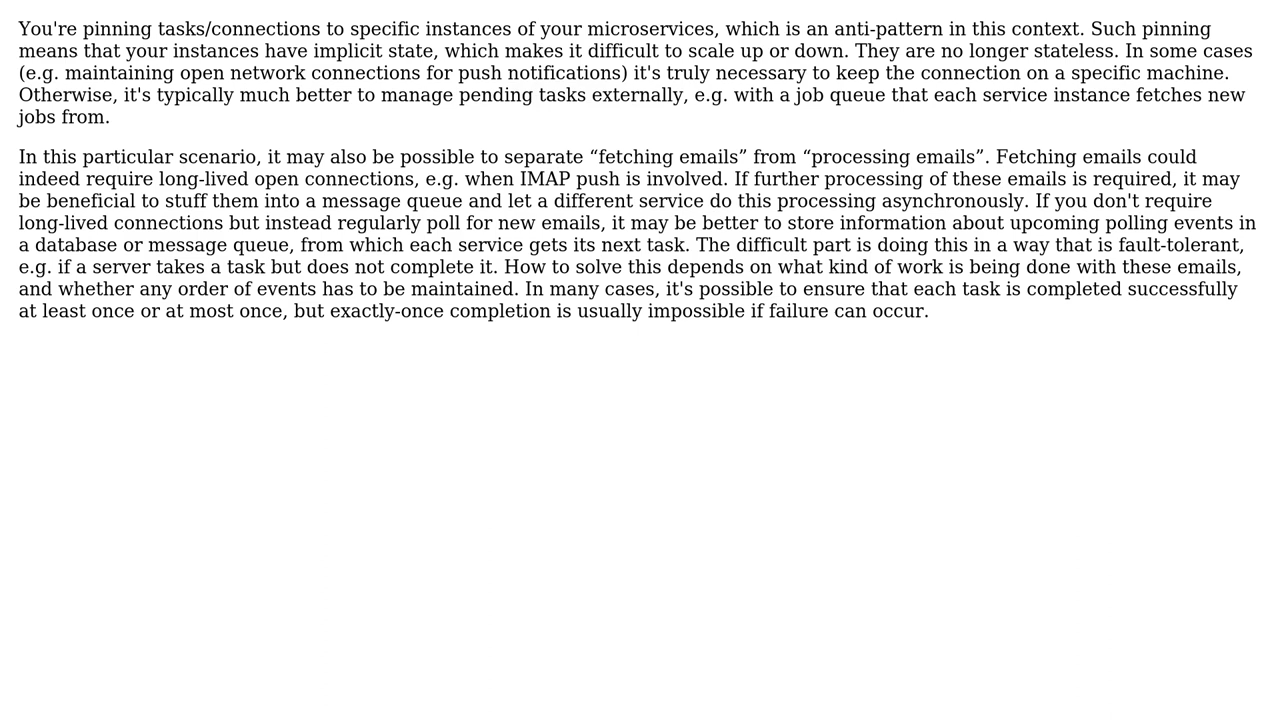 You're pinning tasks/connections to specific instances of your microservices, which is an anti-pattern in this context. Such pinning
means that your instances have implicit state, which makes it difficult to scale up or down. They are no longer stateless. In some cases
(e.g. maintaining open network connections for push notifications) it's truly necessary to keep the connection on a specific machine.
Otherwise, it's typically much better to manage pending tasks externally, e.g. with a job queue that each service instance fetches new
jobs from.
In this particular scenario, it may also be possible to separate “fetching emails” from “processing emails”. Fetching emails could
indeed require long-lived open connections, e.g. when IMAP push is involved. If further processing of these emails is required, it may
be beneficial to stuff them into a message queue and let a different service do this processing asynchronously. If you don't require
long-lived connections but instead regularly poll for new emails, it may be better to store information about upcoming polling events in
a database or message queue, from which each service gets its next task. The difficult part is doing this in a way that is fault-tolerant,
e.g. if a server takes a task but does not complete it. How to solve this depends on what kind of work is being done with these emails,
and whether any order of events has to be maintained. In many cases, it's possible to ensure that each task is completed successfully
at least once or at most once, but exactly-once completion is usually impossible if failure can occur.